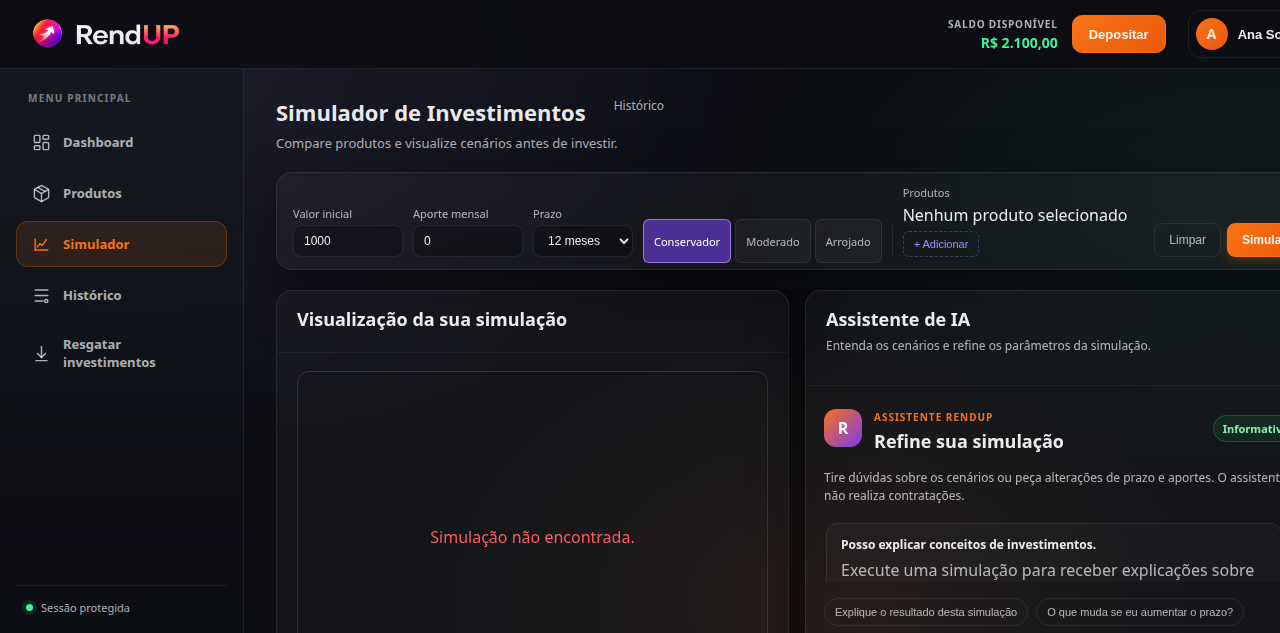 RendUP
SALDO DISPONÍVEL
R$ 2.100,00
Depositar
A
Ana
MENU PRINCIPAL
Dashboard
Produtos
Simulador
Histórico
Resgatar
investimentos
Sessão protegida
Simulador de Investimentos
Histórico
Compare produtos e visualize cenários antes de investir.
Valor inicial
1000
Aporte mensal
0
Prazo
12 meses
Conservador
Moderado
Arrojado
Produtos
Nenhum produto selecionado
+ Adicionar
Limpar
Visualização da sua simulação
Simulação não encontrada.
Assistente de IA
Entenda os cenários e refine os parâmetros da simulação.
R
ASSISTENTE RENDUP
Refine sua simulação
Tire dúvidas sobre os cenários ou peça alterações de prazo e aportes. O
não realiza contratações.
Posso explicar conceitos de investimentos.
Execute uma simulação para receber explicações sobre
Explique o resultado desta simulação
O que muda se eu aumentar o prazo?